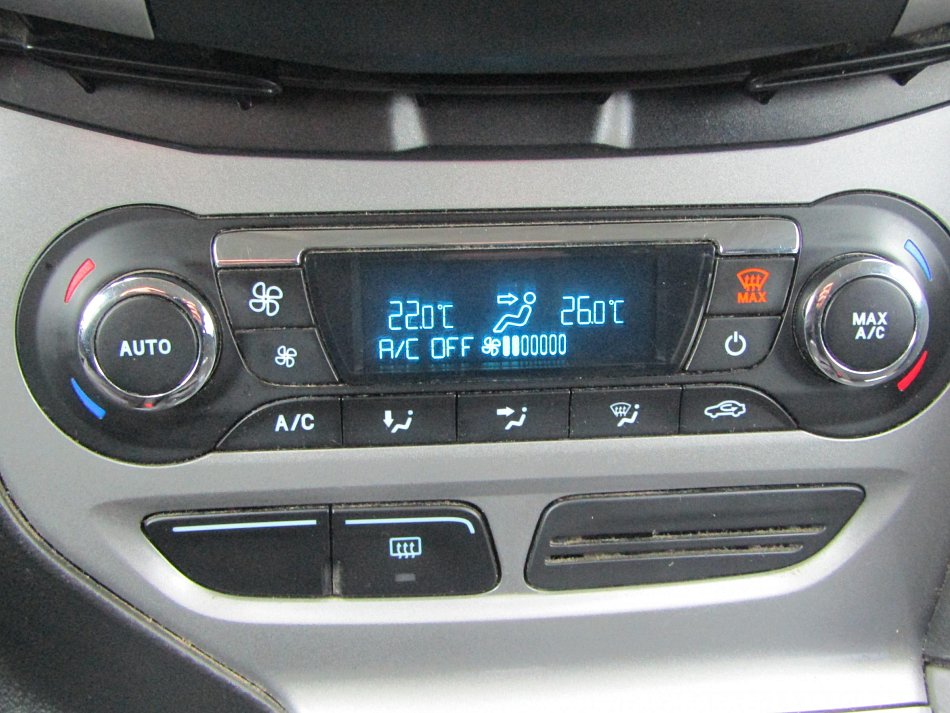 22.0°C 26.0°C
A/C OFF
AUTO
MAX
MAX
A/C
A/C